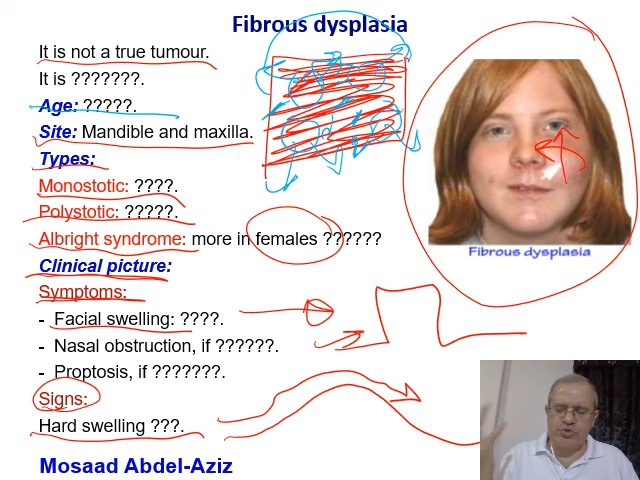 Fibrous dysplasia
It is not a true tumour.
It is ???????.
Age: ?????.
Site: Mandible and maxilla.
Types:
Monostotic: ????.
Polystotic: ?????.
Albright syndrome: more in females ??????
Clinical picture:
Symptoms:
- Facial swelling: ????.
- Nasal obstruction, if ??????.
- Proptosis, if ???????.
Signs:
Hard swelling ???.
Mosaad Abdel-Aziz
Fibrous dysplasia